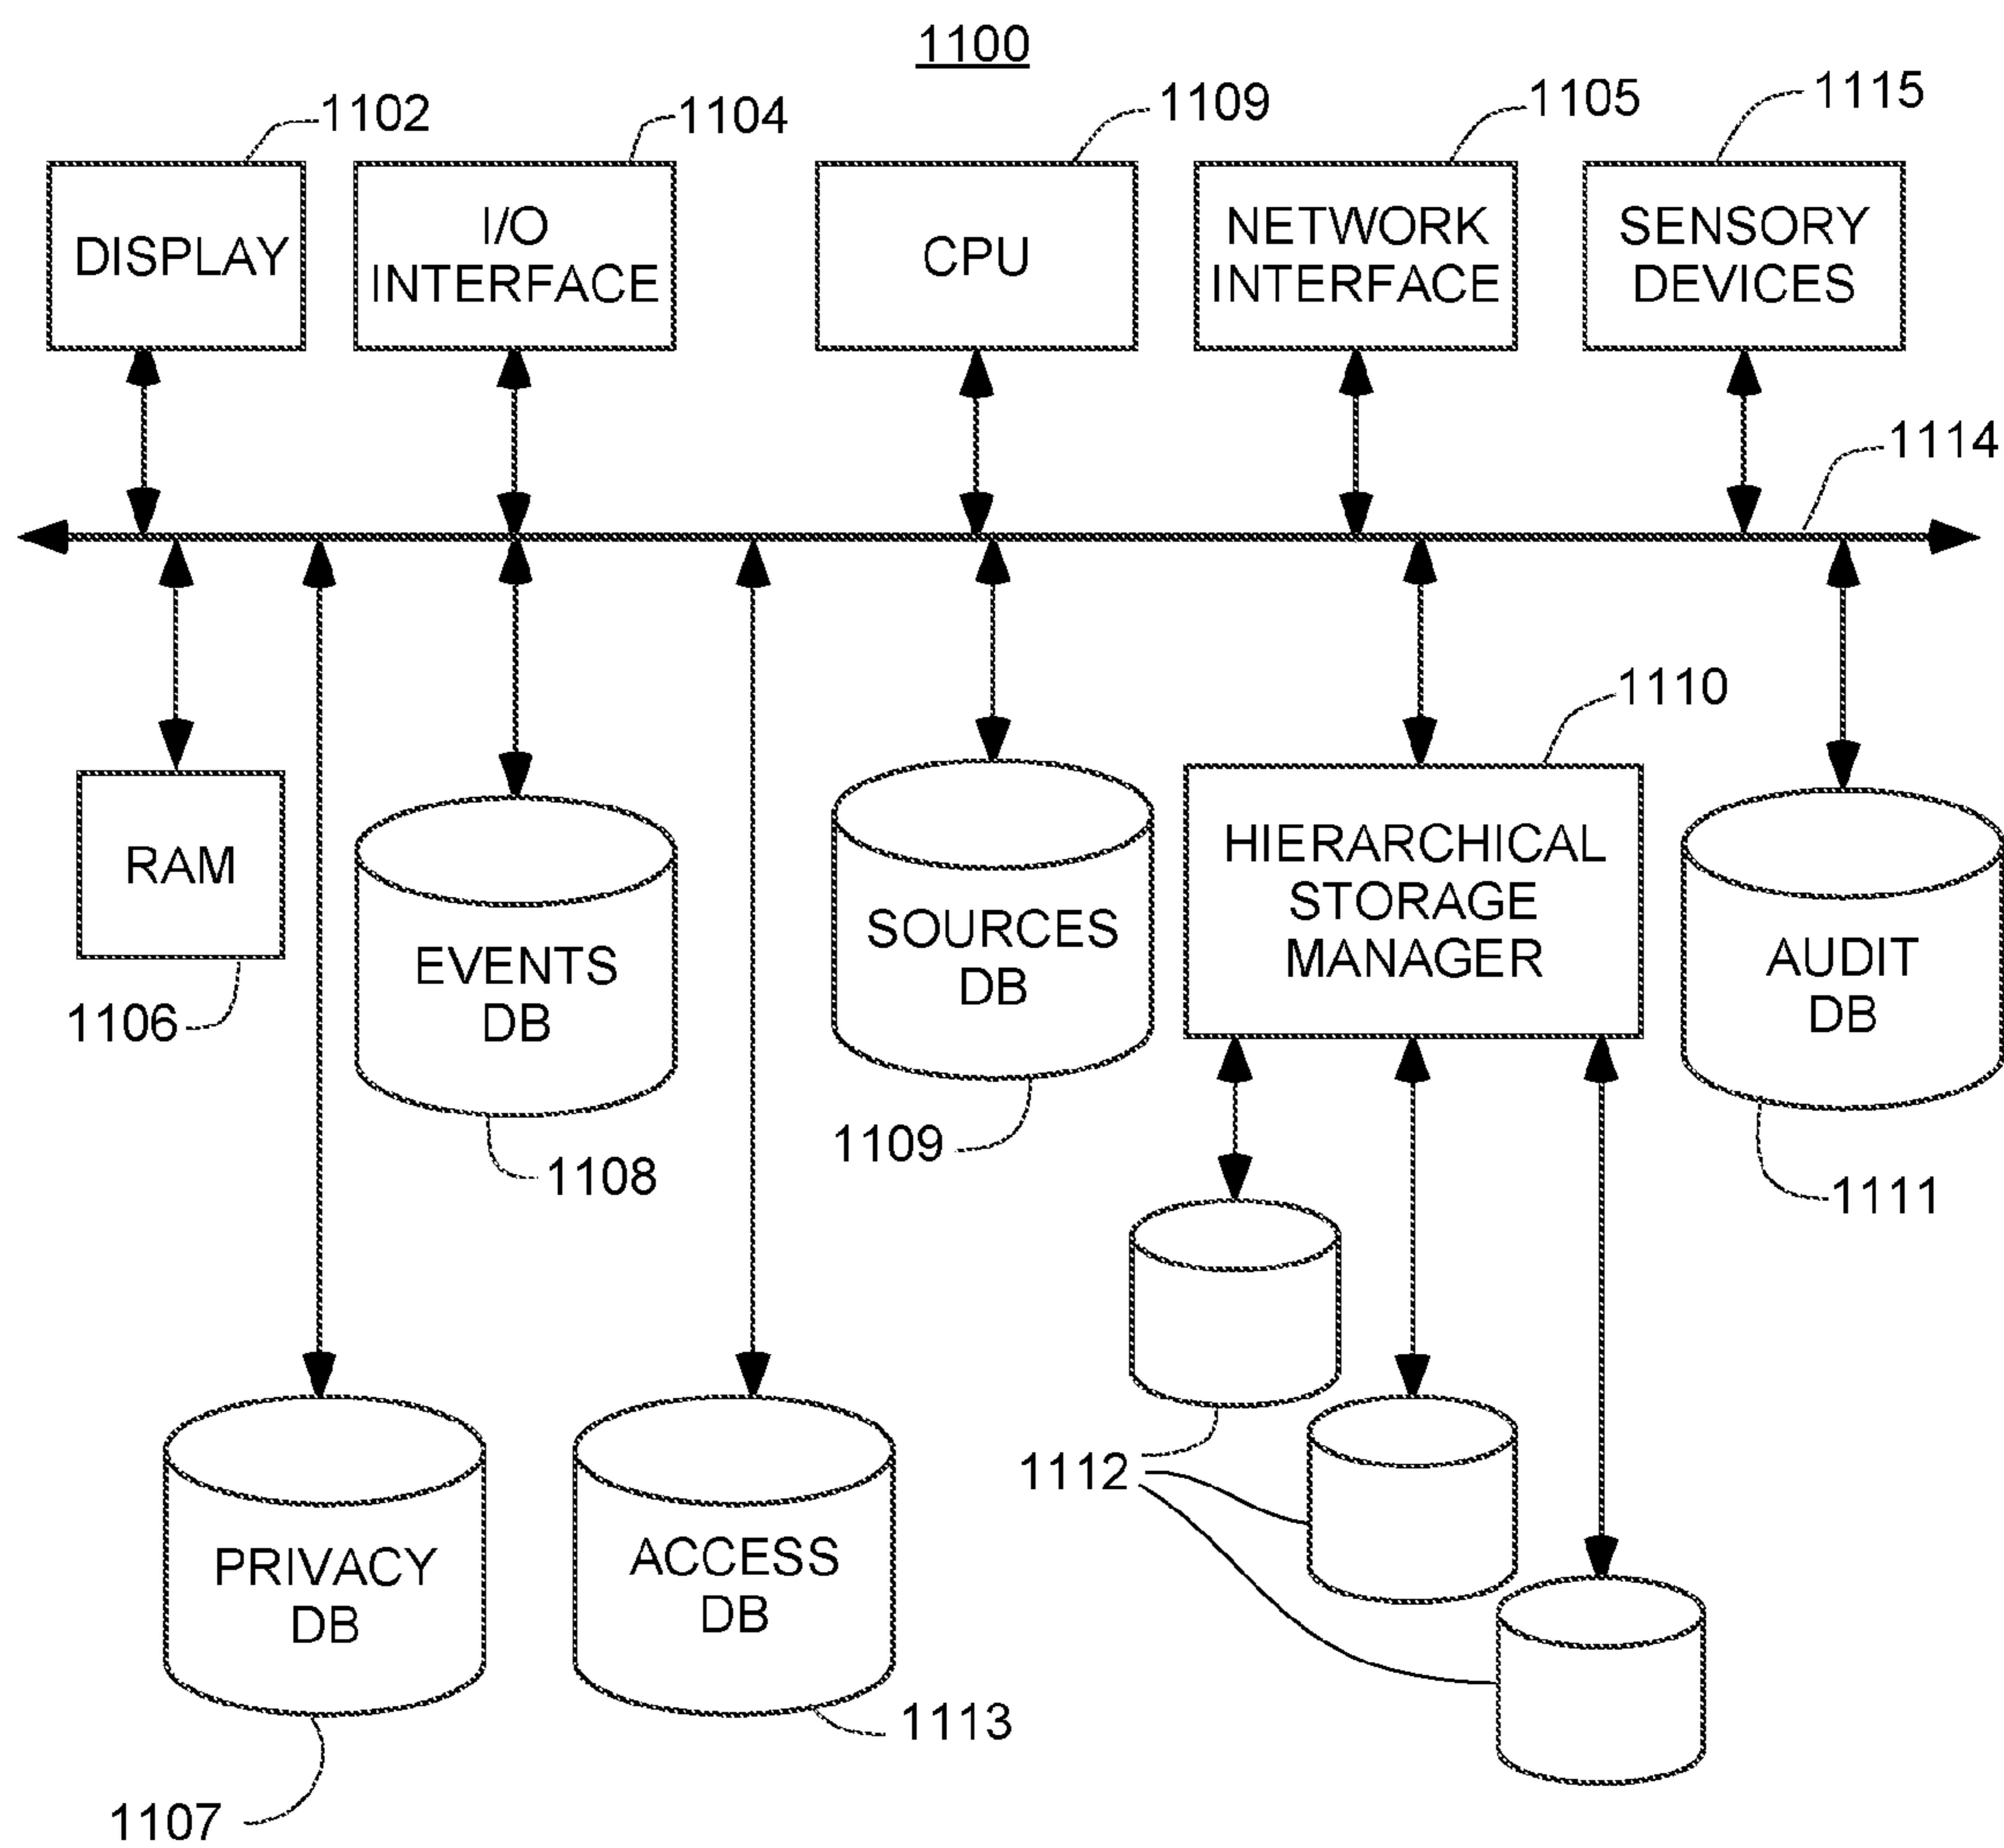 1100
1102
1104
1109
1105
1115
DISPLAY
I/O
INTERFACE
CPU
NETWORK
INTERFACE
SENSORY
DEVICES
1114
1110
RAM
1106
EVENTS
DB
1108
SOURCES
DB
1109
HIERARCHICAL
STORAGE
MANAGER
AUDIT
DB
1111
1112
PRIVACY
DB
1107
ACCESS
DB
1113